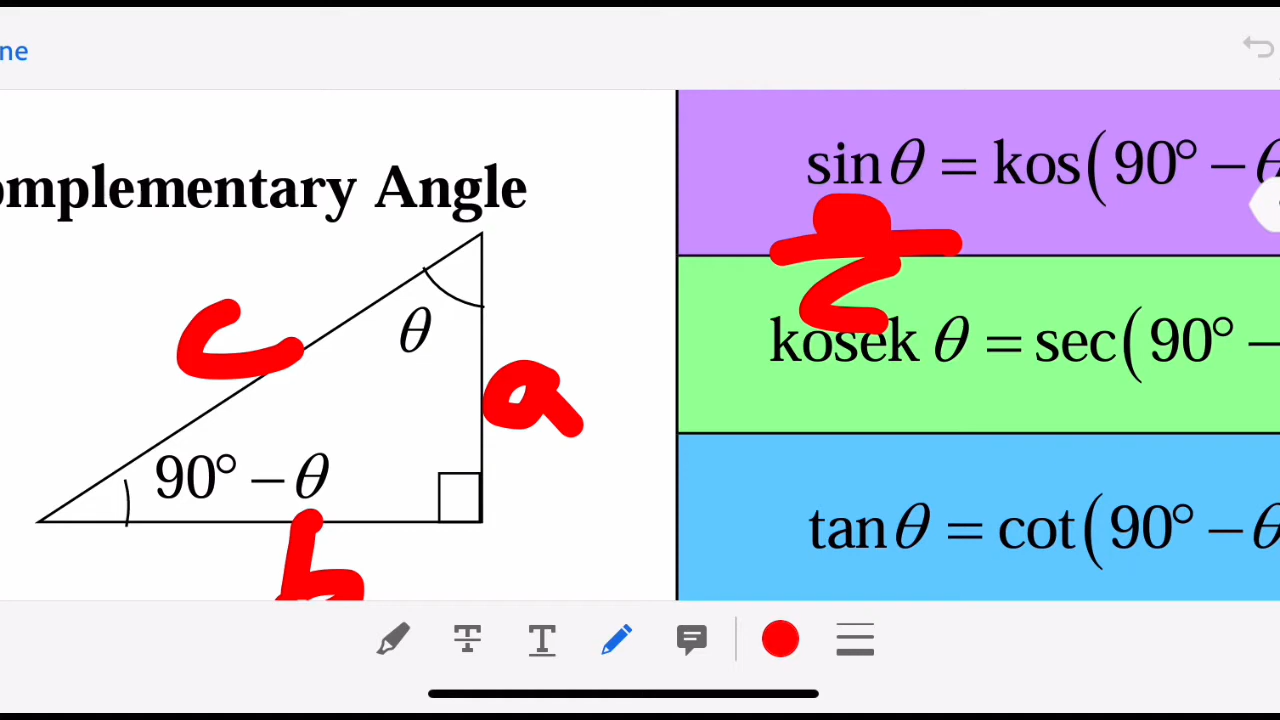 ne
omplementary Angle
c
θ
a
90° – θ
b
sin θ = kos(90° – θ
kosek θ = sec(90° –
tan θ = cot(90° – θ